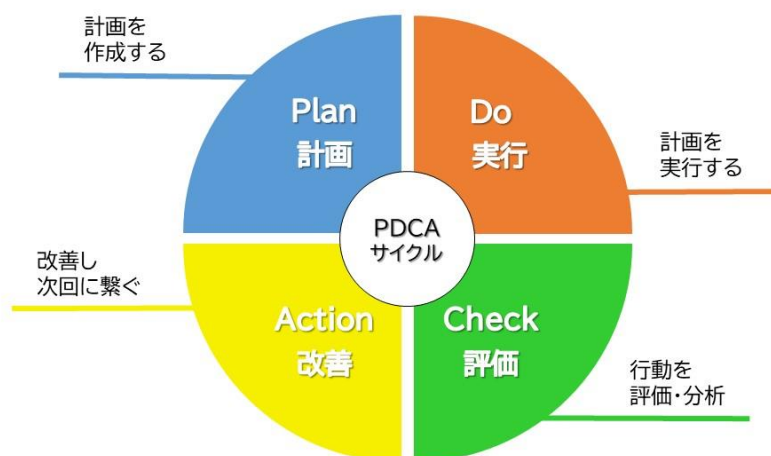 計画を
作成する
Plan
計画
Do
実行
計画を
実行する
PDCA
サイクル
改善し
次回に繋ぐ
Action
改善
Check
評価
行動を
評価・分析